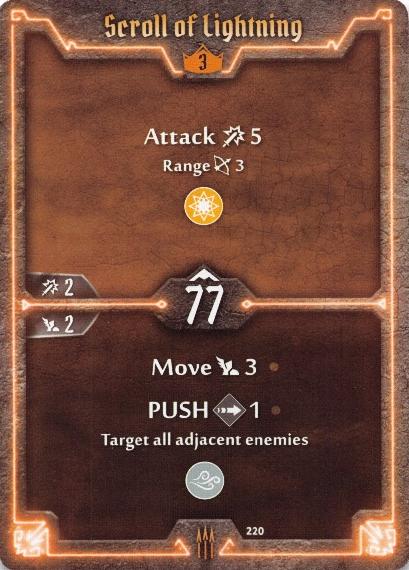 Scroll of Lightning
3
Attack 5
Range 3
2
77
2
Move 3
PUSH 1
Target all adjacent enemies
220